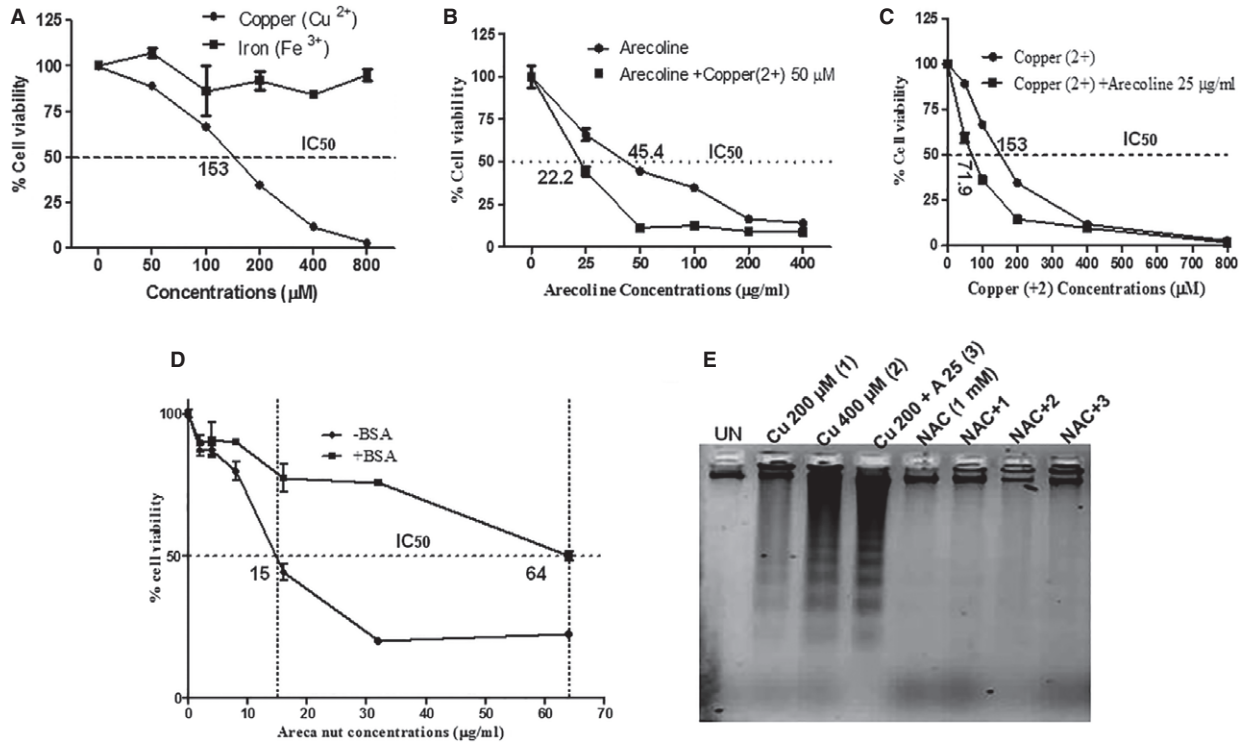 A
Copper (Cu 2+)
Iron (Fe 3+)
125
100
75
50
25
0
% Cell viability
IC50
153
0 50 100 200 400 800
Concentrations (µM)
B
Arecoline
Arecoline +Copper(2+) 50 µM
125
100
75
50
25
0
% Cell viability
45.4
IC50
22.2
0 25 50 100 200 400
Arecoline Concentrations (µg/ml)
C
Copper (2+)
Copper (2+) +Arecoline 25 µg/ml
125
100
75
50
25
0
% Cell viability
IC50
153
71.9
0 100 200 300 400 500 600 700 800
Copper (+2) Concentrations (µM)
D
-BSA
+BSA
100
50
0
% cell viability
IC50
15
64
0 10 20 30 40 50 60 70
Areca nut concentrations (µg/ml)
E
UN
Cu 200 µM (1)
Cu 400 µM (2)
Cu 200 + A 25 (3)
NAC (1 mM)
NAC+1
NAC+2
NAC+3